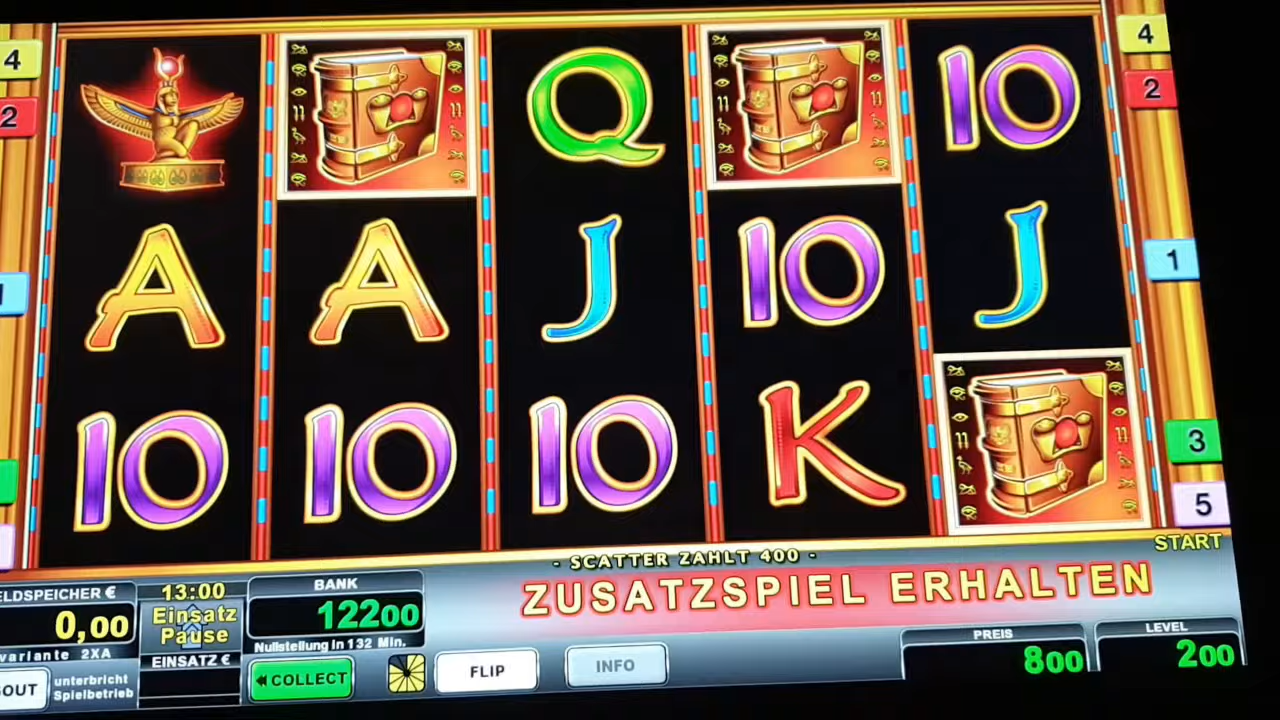 4
4
2
2
Q
10
A
A
J
10
J
1
1
10
10
10
K
3
5
- SCATTER ZAHLT 400 -
START
ZUSATZSPIEL ERHALTEN
ELDSPEICHER €
0,00
variante 2XA
OUT
unterbricht
Spielbetrieb
13:00
Einsatz
Pause
EINSATZ €
BANK
12200
Nullstellung in 132 Min.
COLLECT
FLIP
INFO
PREIS
800
LEVEL
200